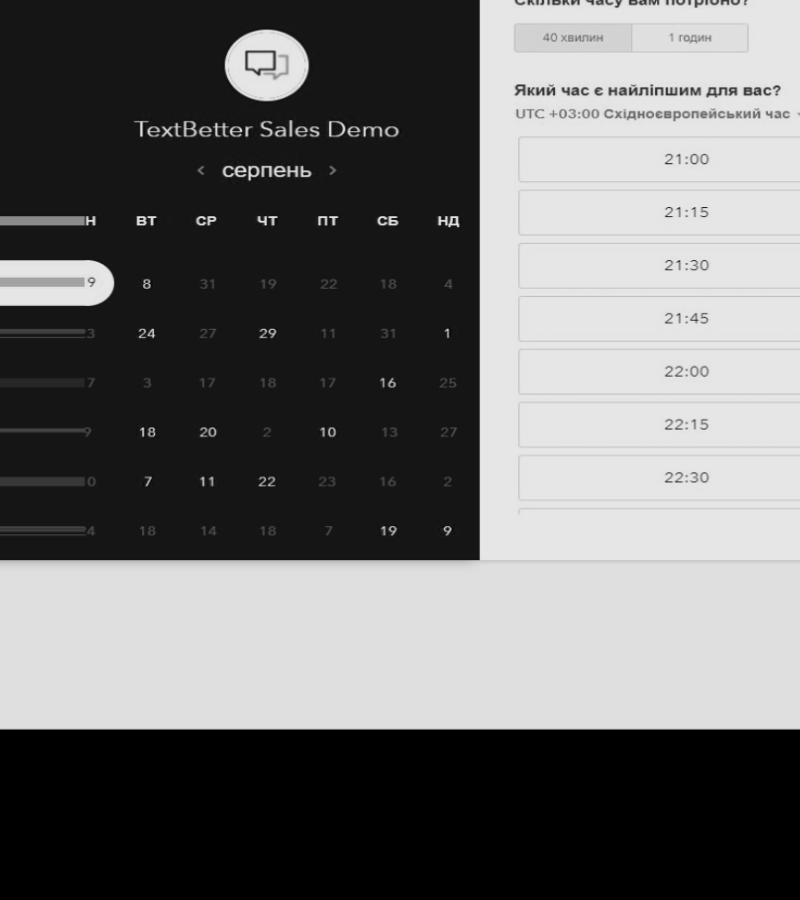 TextBetter Sales Demo
‹ серпень ›
Н ВТ СР ЧТ ПТ СБ НД
9 8 31 19 22 18 4
3 24 27 29 11 31 1
7 3 17 18 17 16 25
9 18 20 2 10 13 27
0 7 11 22 23 16 2
4 18 14 18 7 19 9
Скільки часу вам потрібно?
40 хвилин 1 годин
Який час є найліпшим для вас?
UTC +03:00 Східноєвропейський час
21:00
21:15
21:30
21:45
22:00
22:15
22:30